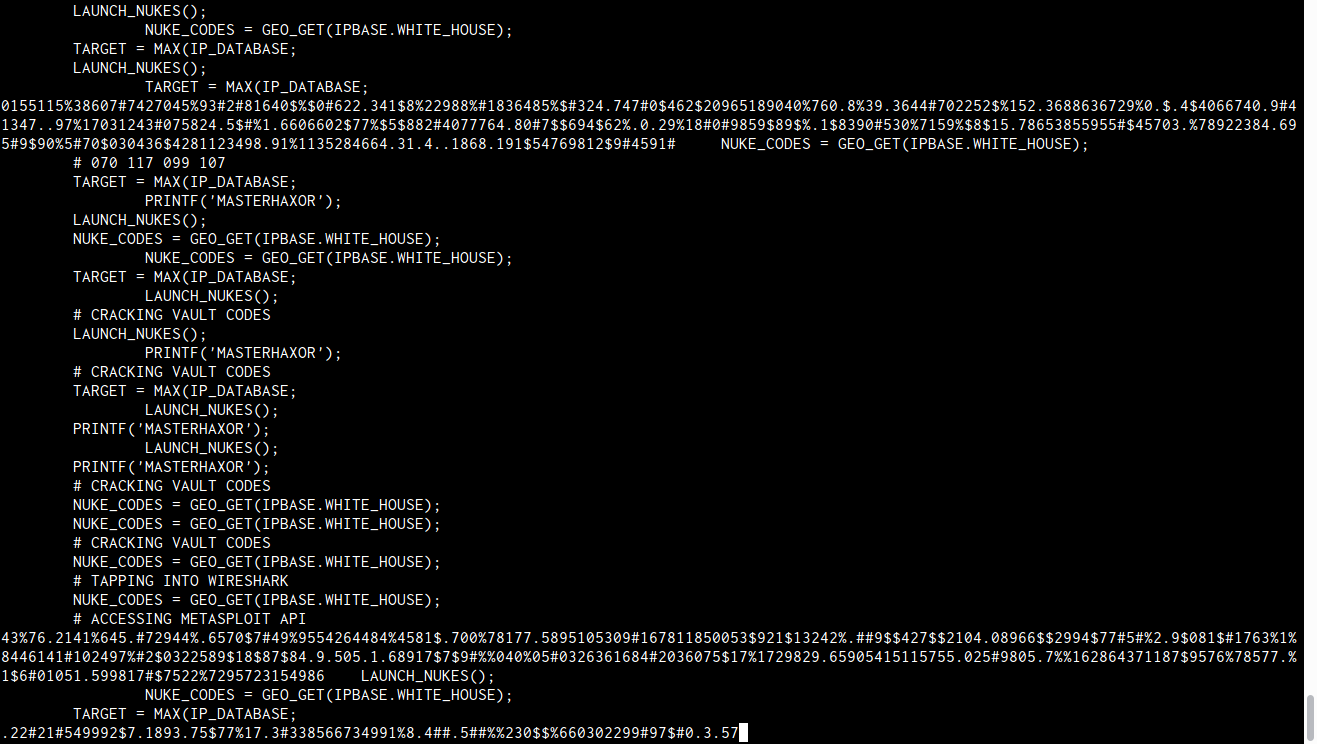 LAUNCH_NUKES();
NUKE_CODES = GEO_GET(IPBASE.WHITE_HOUSE);
TARGET = MAX(IP_DATABASE;
LAUNCH_NUKES();
TARGET = MAX(IP_DATABASE;
0155115%38607#7427045%93#2#81640$%$0#622.341$8%22988%#1836485%$#324.747#0$462$20965189040%760.8%39.3644#702252$%152.3688636729%0.$.4$4066740.9#4
41347..97%17031243#075824.5$#%1.6606602$77%$5$882#4077764.80#7$$694$62%.0.29%18#0#9859$89$%.1$8390#530%7159%$8$15.78653855955#$45703.%78922384.69
5#9$90%5#70$030436$4281123498.91%1135284664.31.4..1868.191$54769812$9#4591#     NUKE_CODES = GEO_GET(IPBASE.WHITE_HOUSE);
# 070 117 099 107
TARGET = MAX(IP_DATABASE;
PRINTF('MASTERHAXOR');
LAUNCH_NUKES();
NUKE_CODES = GEO_GET(IPBASE.WHITE_HOUSE);
NUKE_CODES = GEO_GET(IPBASE.WHITE_HOUSE);
TARGET = MAX(IP_DATABASE;
LAUNCH_NUKES();
# CRACKING VAULT CODES
LAUNCH_NUKES();
PRINTF('MASTERHAXOR');
# CRACKING VAULT CODES
TARGET = MAX(IP_DATABASE;
LAUNCH_NUKES();
PRINTF('MASTERHAXOR');
LAUNCH_NUKES();
PRINTF('MASTERHAXOR');
# CRACKING VAULT CODES
NUKE_CODES = GEO_GET(IPBASE.WHITE_HOUSE);
NUKE_CODES = GEO_GET(IPBASE.WHITE_HOUSE);
# CRACKING VAULT CODES
NUKE_CODES = GEO_GET(IPBASE.WHITE_HOUSE);
# TAPPING INTO WIRESHARK
NUKE_CODES = GEO_GET(IPBASE.WHITE_HOUSE);
# ACCESSING METASPLOIT API
43%76.2141%645.#72944%.6570$7#49%9554264484%4581$.700%78177.5895105309#167811850053$921$13242%.##9$$427$$2104.08966$$2994$77#5#%2.9$081$#1763%1%
8446141#102497%#2$0322589$18$87$84.9.505.1.68917$7$9#%%040%05#0326361684#2036075$17%1729829.65905415115755.025#9805.7%%162864371187$9576%78577.%
1$6#01051.599817#$7522%7295723154986    LAUNCH_NUKES();
NUKE_CODES = GEO_GET(IPBASE.WHITE_HOUSE);
TARGET = MAX(IP_DATABASE;
.22#21#549992$7.1893.75$77%17.3#338566734991%8.4##.5##%%230$$%660302299#97$#0.3.57